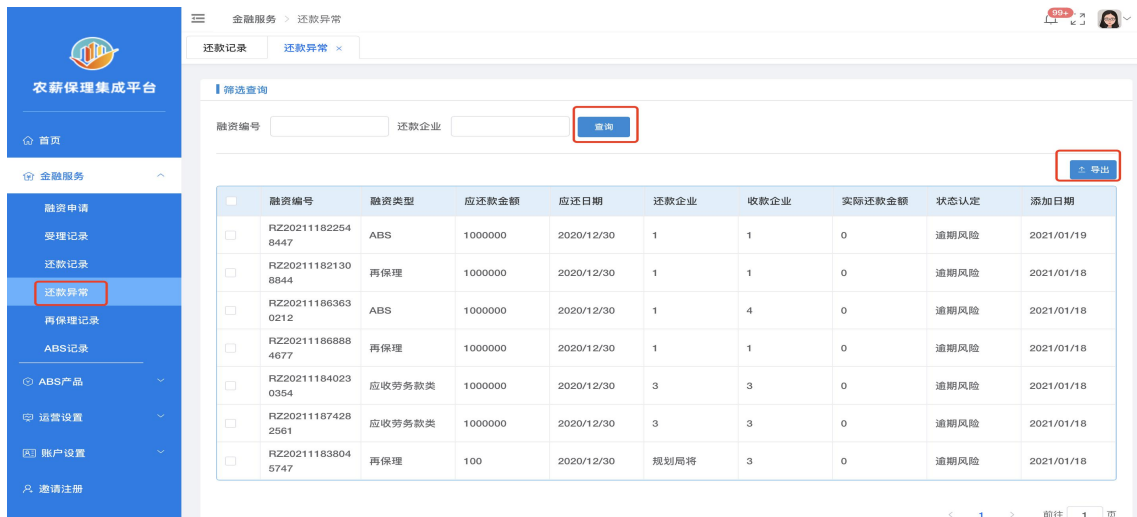 金融服务 > 还款异常
99+
农薪保理集成平台
还款记录
还款异常 ×
首页
金融服务
融资申请
受理记录
还款记录
还款异常
再保理记录
ABS记录
ABS产品
运营设置
账户设置
邀请注册
筛选查询
融资编号 还款企业 查询
导出
融资编号 融资类型 应还款金额 应还日期 还款企业 收款企业 实际还款金额 状态认定 添加日期
RZ20211182254
8447 ABS 1000000 2020/12/30 1 1 0 逾期风险 2021/01/19
RZ20211182130
8844 再保理 1000000 2020/12/30 1 1 0 逾期风险 2021/01/18
RZ20211186363
0212 ABS 1000000 2020/12/30 1 4 0 逾期风险 2021/01/18
RZ20211186888
4677 再保理 1000000 2020/12/30 1 1 0 逾期风险 2021/01/18
RZ20211184023
0354 应收劳务款类 1000000 2020/12/30 3 3 0 逾期风险 2021/01/18
RZ20211187428
2561 应收劳务款类 1000000 2020/12/30 3 3 0 逾期风险 2021/01/18
RZ20211183804
5747 再保理 100 2020/12/30 规划局将 3 0 逾期风险 2021/01/18
< 1 > 前往 1 页